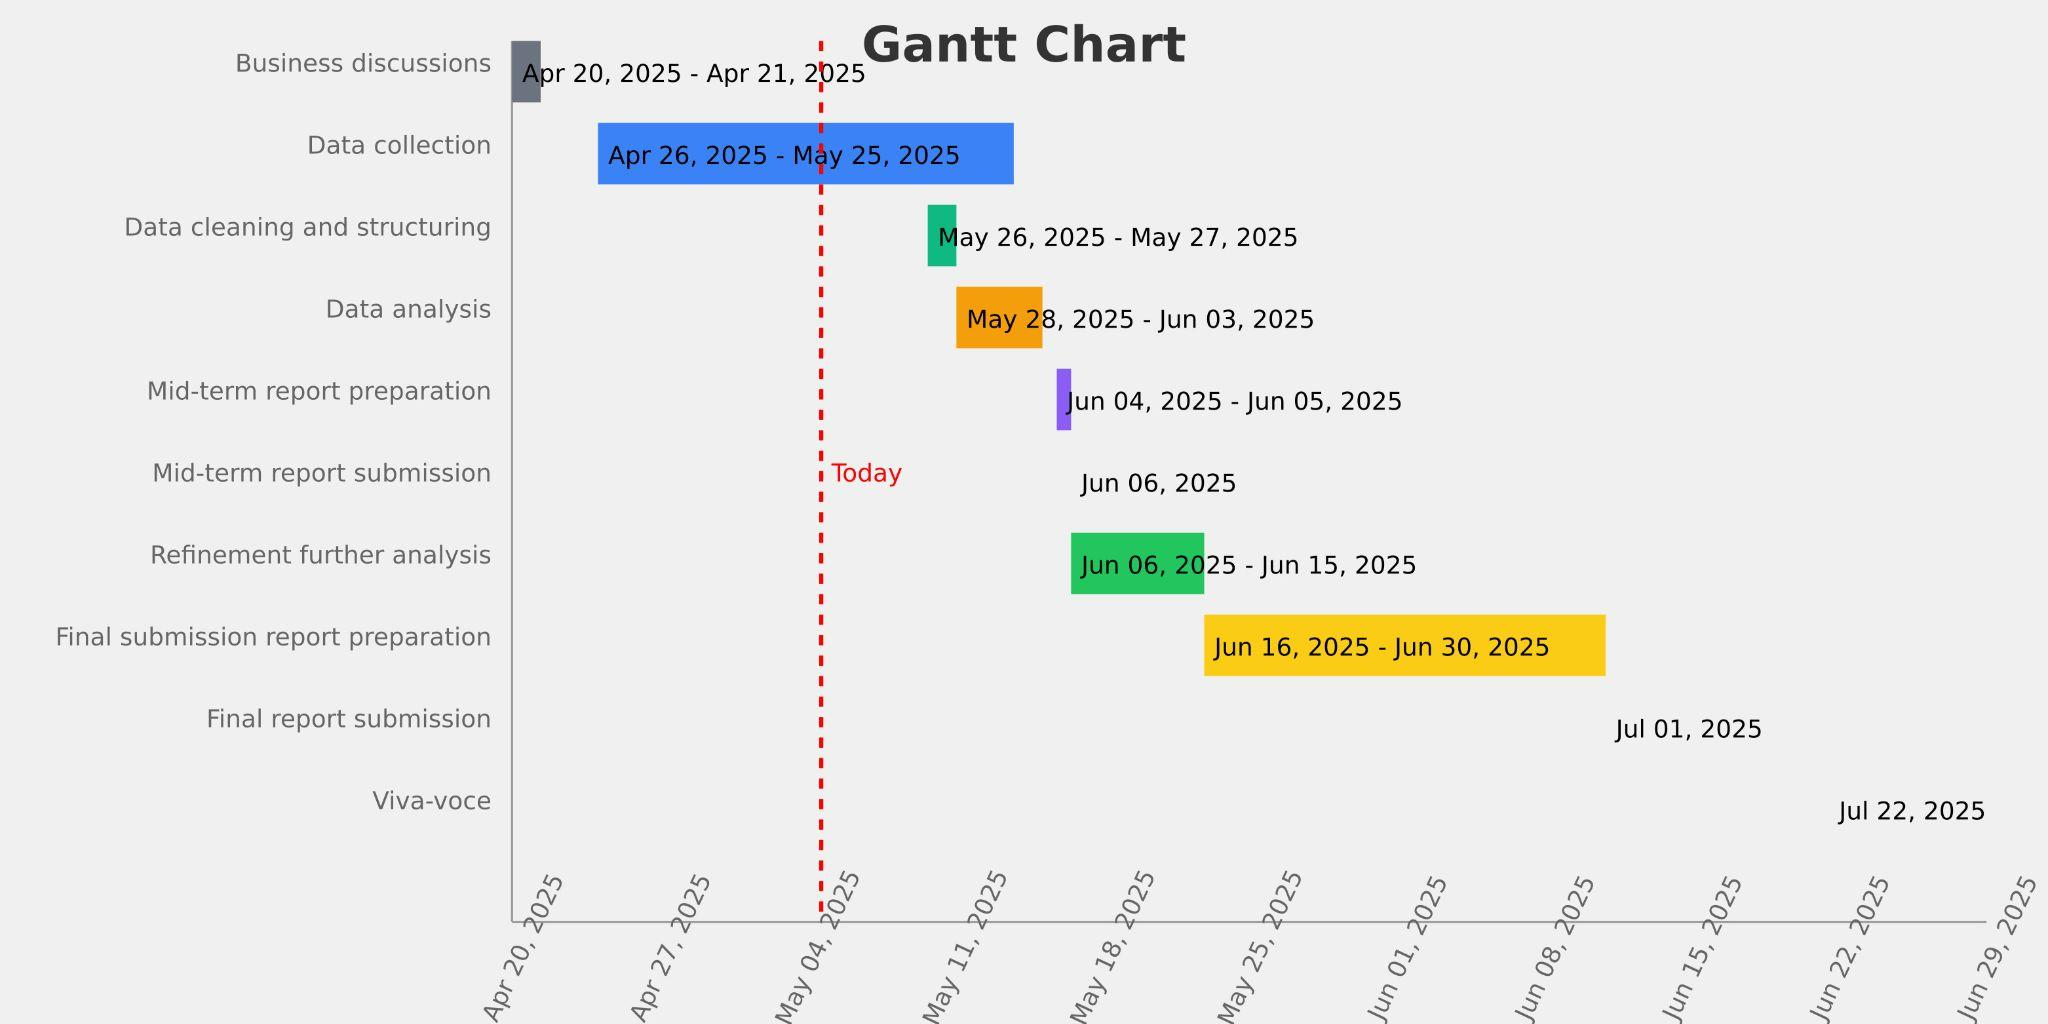 Gantt Chart
Business discussions
Apr 20, 2025 - Apr 21, 2025
Data collection
Apr 26, 2025 - May 25, 2025
Data cleaning and structuring
May 26, 2025 - May 27, 2025
Data analysis
May 28, 2025 - Jun 03, 2025
Mid-term report preparation
Jun 04, 2025 - Jun 05, 2025
Mid-term report submission
Today
Jun 06, 2025
Refinement further analysis
Jun 06, 2025 - Jun 15, 2025
Final submission report preparation
Jun 16, 2025 - Jun 30, 2025
Final report submission
Jul 01, 2025
Viva-voce
Jul 22, 2025
Apr 20, 2025
Apr 27, 2025
May 04, 2025
May 11, 2025
May 18, 2025
May 25, 2025
Jun 01, 2025
Jun 08, 2025
Jun 15, 2025
Jun 22, 2025
Jun 29, 2025